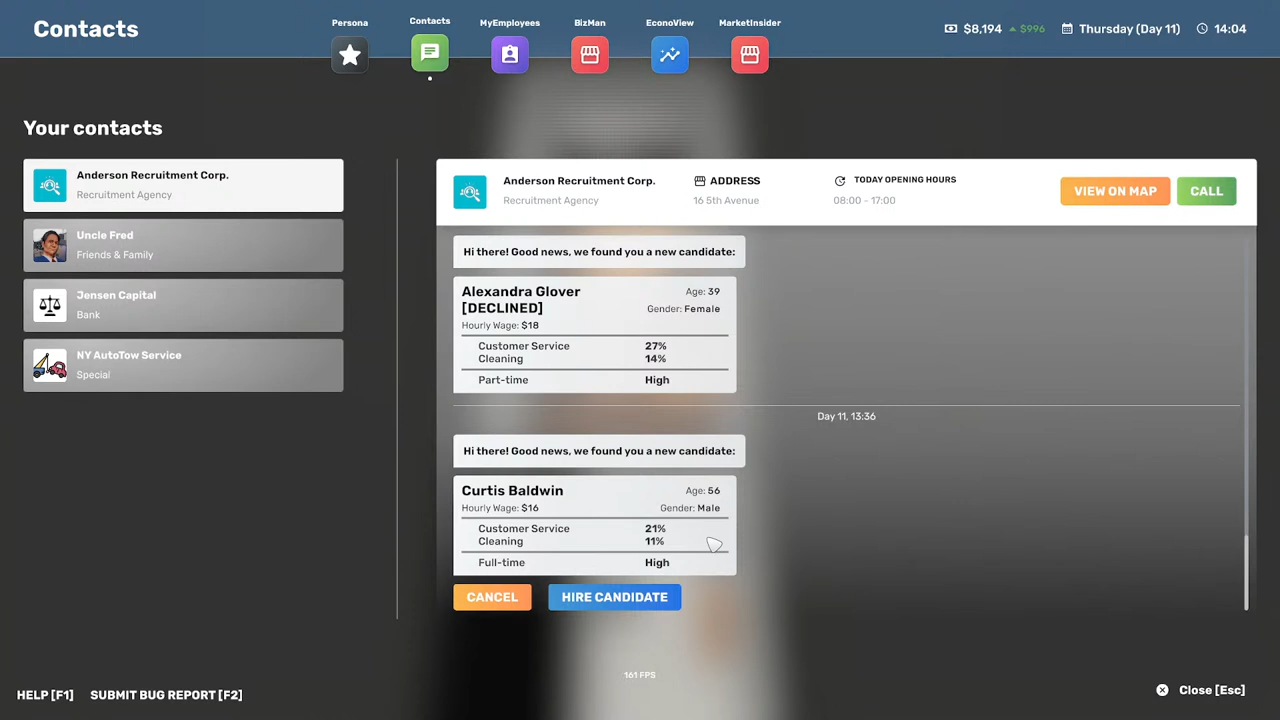 Contacts
Persona
Contacts
MyEmployees
BizMan
EconoView
MarketInsider
$8,194 $996
Thursday (Day 11)
14:04
Your contacts
Anderson Recruitment Corp.
Recruitment Agency
Uncle Fred
Friends & Family
Jensen Capital
Bank
NY AutoTow Service
Special
Anderson Recruitment Corp.
Recruitment Agency
ADDRESS
16 5th Avenue
TODAY OPENING HOURS
08:00 - 17:00
VIEW ON MAP
CALL
Hi there! Good news, we found you a new candidate:
Alexandra Glover
[DECLINED]
Age: 39
Gender: Female
Hourly Wage: $18
Customer Service 27%
Cleaning 14%
Part-time High
Day 11, 13:36
Hi there! Good news, we found you a new candidate:
Curtis Baldwin Age: 56
Hourly Wage: $16 Gender: Male
Customer Service 21%
Cleaning 11%
Full-time High
CANCEL
HIRE CANDIDATE
161 FPS
HELP [F1]
SUBMIT BUG REPORT [F2]
Close [Esc]